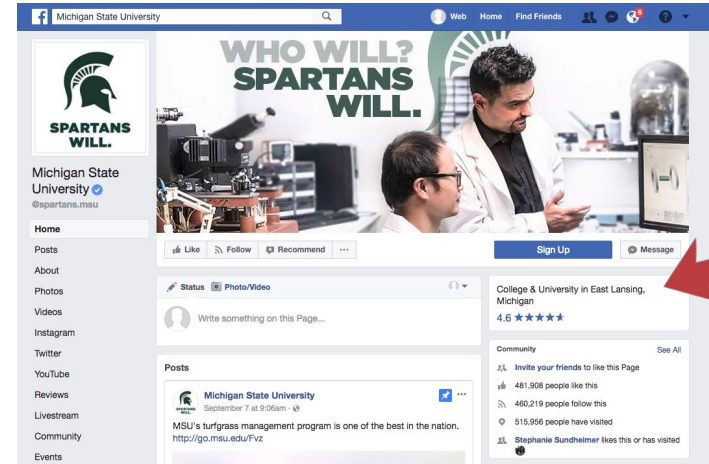 Michigan State University
Web
Home
Find Friends
8
WHO WILL?
SPARTANS
WILL.
SPARTANS
WILL.
Michigan State
University
@spartans.msu
Home
Posts
About
Photos
Videos
Instagram
Twitter
YouTube
Reviews
Livestream
Community
Events
Like
Follow
Recommend
Sign Up
Message
Status
Photo/Video
Write something on this Page...
Posts
Michigan State University
September 7 at 9:06am ·
MSU's turfgrass management program is one of the best in the nation.
http://go.msu.edu/Fvz
College & University in East Lansing,
Michigan
4.6 ★★★★★
Community
See All
Invite your friends to like this Page
481,908 people like this
460,219 people follow this
515,956 people have visited
Stephanie Sundheimer likes this or has visited